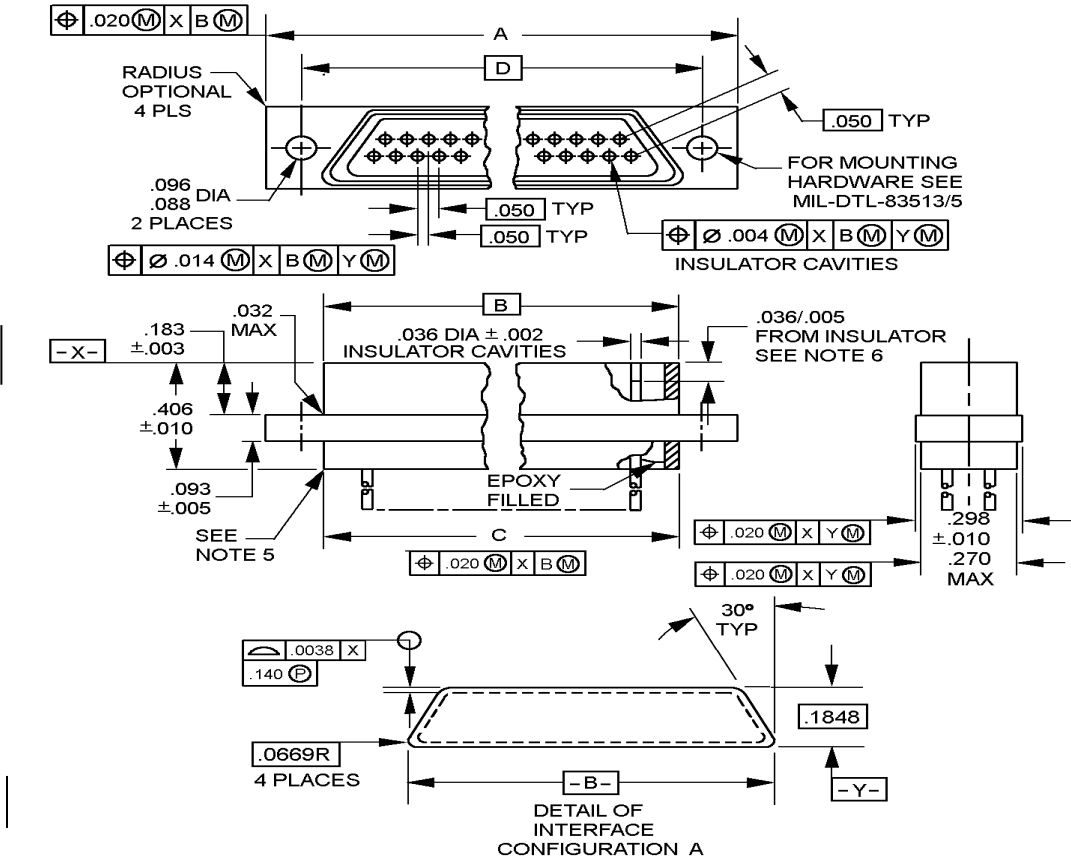 ⌖ .020 Ⓜ X B Ⓜ
A
D
RADIUS
OPTIONAL
4 PLS
.050 TYP
FOR MOUNTING
HARDWARE SEE
MIL-DTL-83513/5
.096
.088 DIA
2 PLACES
.050 TYP
.050 TYP
⌖ Ø .004 Ⓜ X B Ⓜ Y Ⓜ
INSULATOR CAVITIES
⌖ Ø .014 Ⓜ X B Ⓜ Y Ⓜ
B
.032
MAX
.183
±.003
-X-
.036 DIA ± .002
INSULATOR CAVITIES
.036/.005
FROM INSULATOR
SEE NOTE 6
.406
±.010
.093
±.005
EPOXY
FILLED
SEE
NOTE 5
C
⌖ .020 Ⓜ X B Ⓜ
⌖ .020 Ⓜ X Y Ⓜ
.298
±.010
⌖ .020 Ⓜ X Y Ⓜ
.270
MAX
30°
TYP
⌓ .0038 X
.140 Ⓟ
.1848
.0669R
4 PLACES
-B-
-Y-
DETAIL OF
INTERFACE
CONFIGURATION A